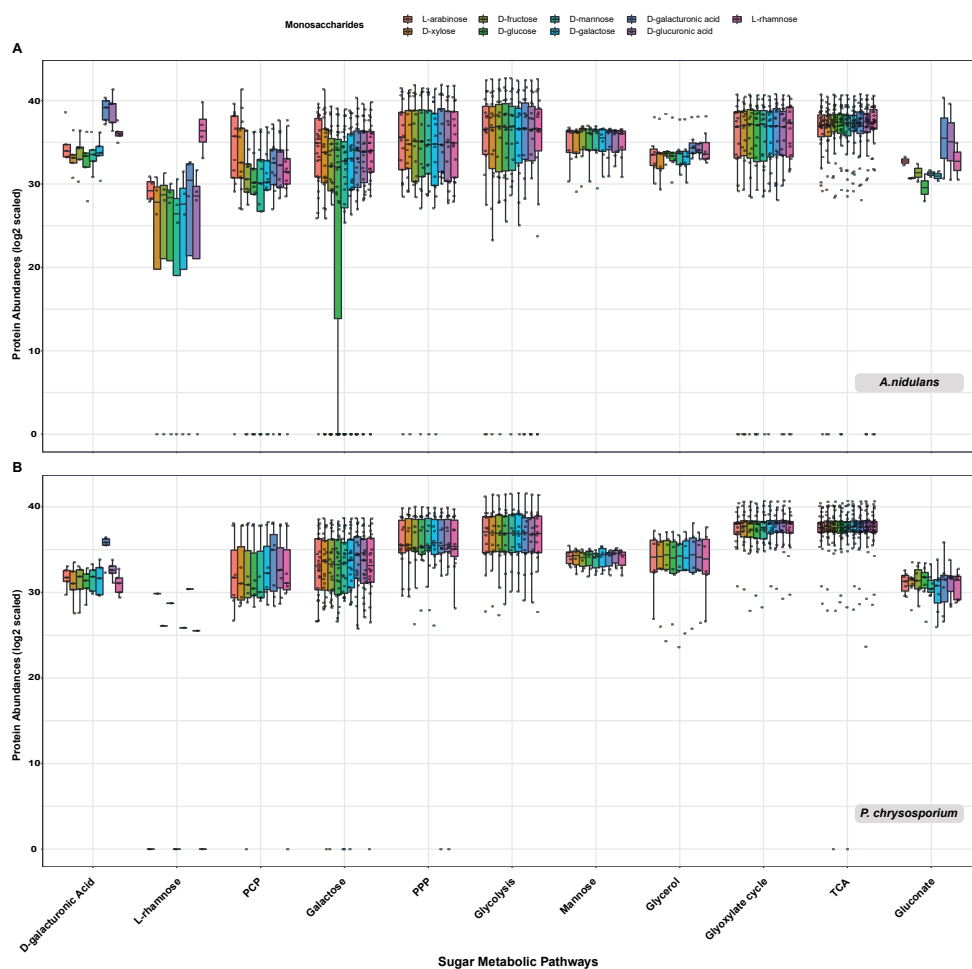 Monosaccharides
L-arabinose D-fructose D-mannose D-galacturonic acid L-rhamnose
D-xylose D-glucose D-galactose D-glucuronic acid
A
Protein Abundances (log2 scaled)
40
30
20
10
0
A.nidulans
B
Protein Abundances (log2 scaled)
40
30
20
10
0
P. chrysosporium
D-galacturonic Acid L-rhamnose PCP Galactose PPP Glycolysis Mannose Glycerol Glyoxylate cycle TCA Gluconate
Sugar Metabolic Pathways